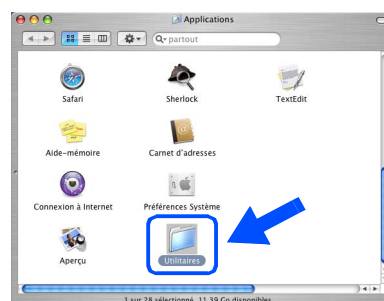 Applications
partout
Safari
Sherlock
TextEdit
Aide-mémoire
Carnet d'adresses
Connexion à Internet
Préférences Système
Aperçu
Utilitaires
1 sur 28 sélectionné, 11,39 Go disponibles